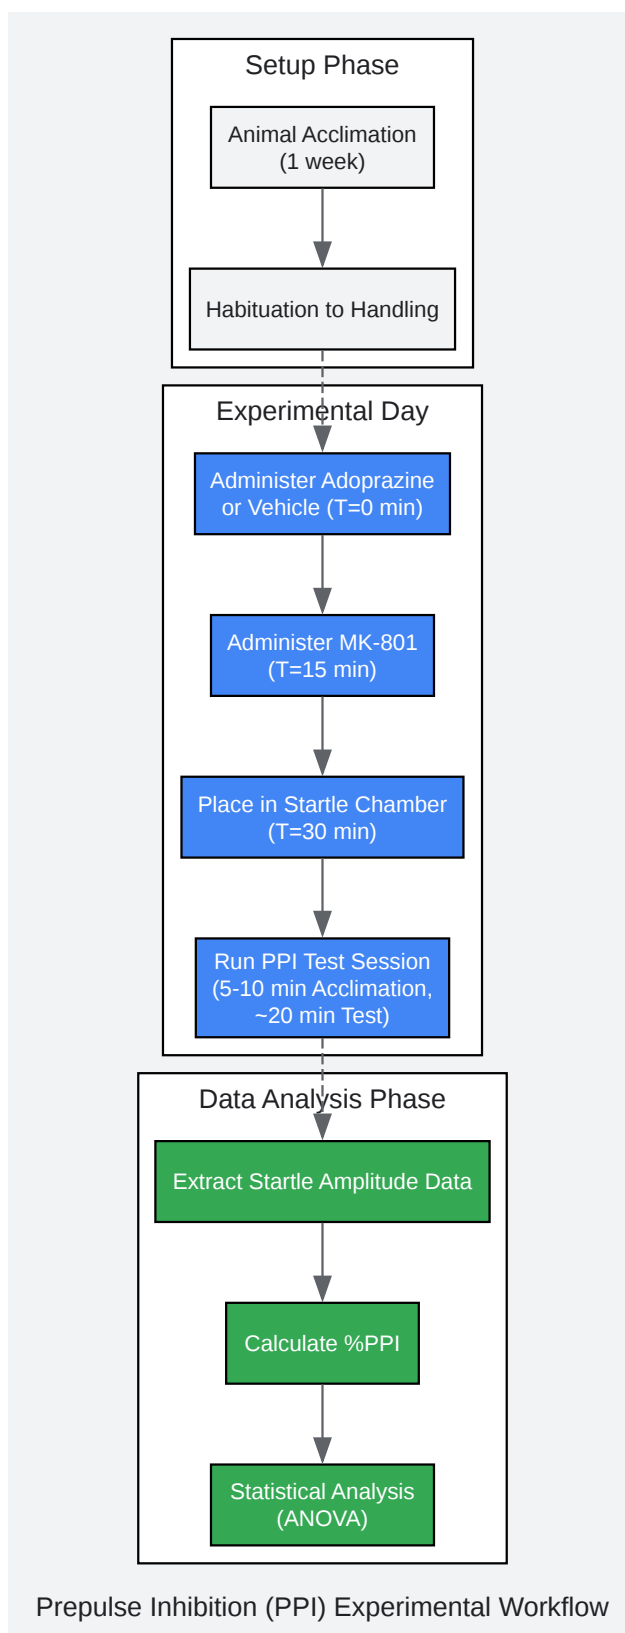 Setup Phase
Animal Acclimation
(1 week)
Habituation to Handling
Experimental Day
Administer Adoprazine
or Vehicle (T=0 min)
Administer MK-801
(T=15 min)
Place in Startle Chamber
(T=30 min)
Run PPI Test Session
(5-10 min Acclimation,
~20 min Test)
Data Analysis Phase
Extract Startle Amplitude Data
Calculate %PPI
Statistical Analysis
(ANOVA)
Prepulse Inhibition (PPI) Experimental Workflow